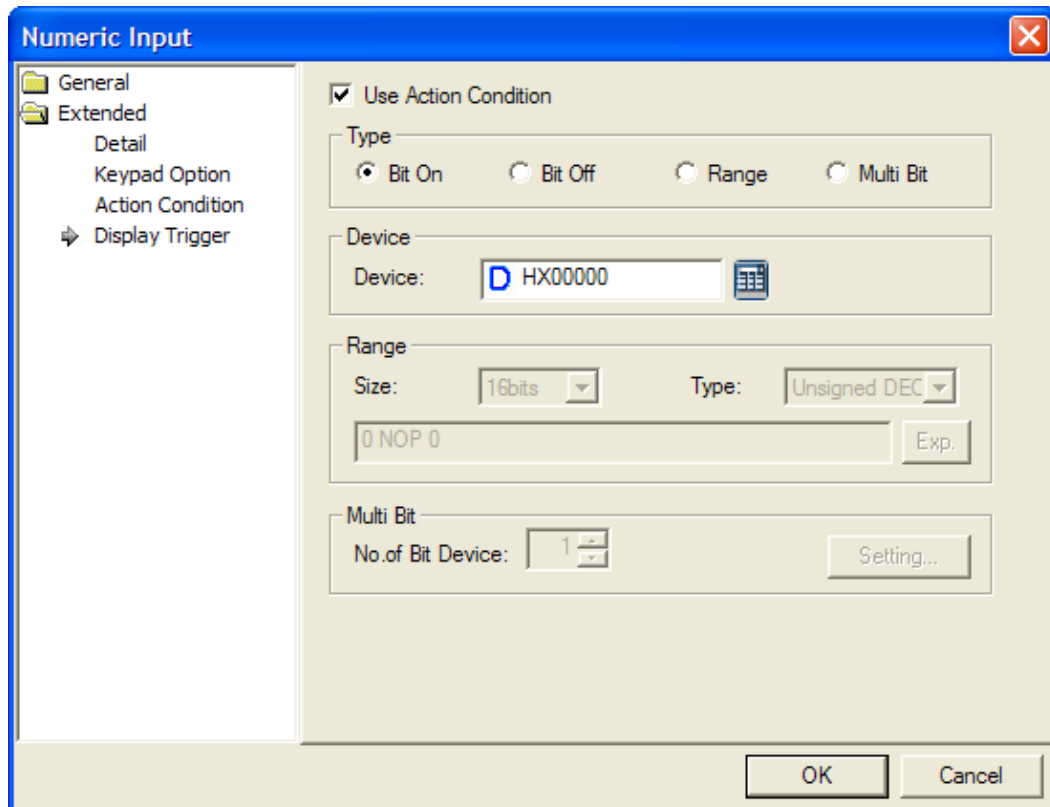 Numeric Input
General
Extended
Detail
Keypad Option
Action Condition
Display Trigger
Use Action Condition
Type
Bit On Bit Off Range Multi Bit
Device
Device: D HX00000
Range
Size: 16bits Type: Unsigned DEC
0 NOP 0 Exp.
Multi Bit
No.of Bit Device: 1 Setting...
OK Cancel